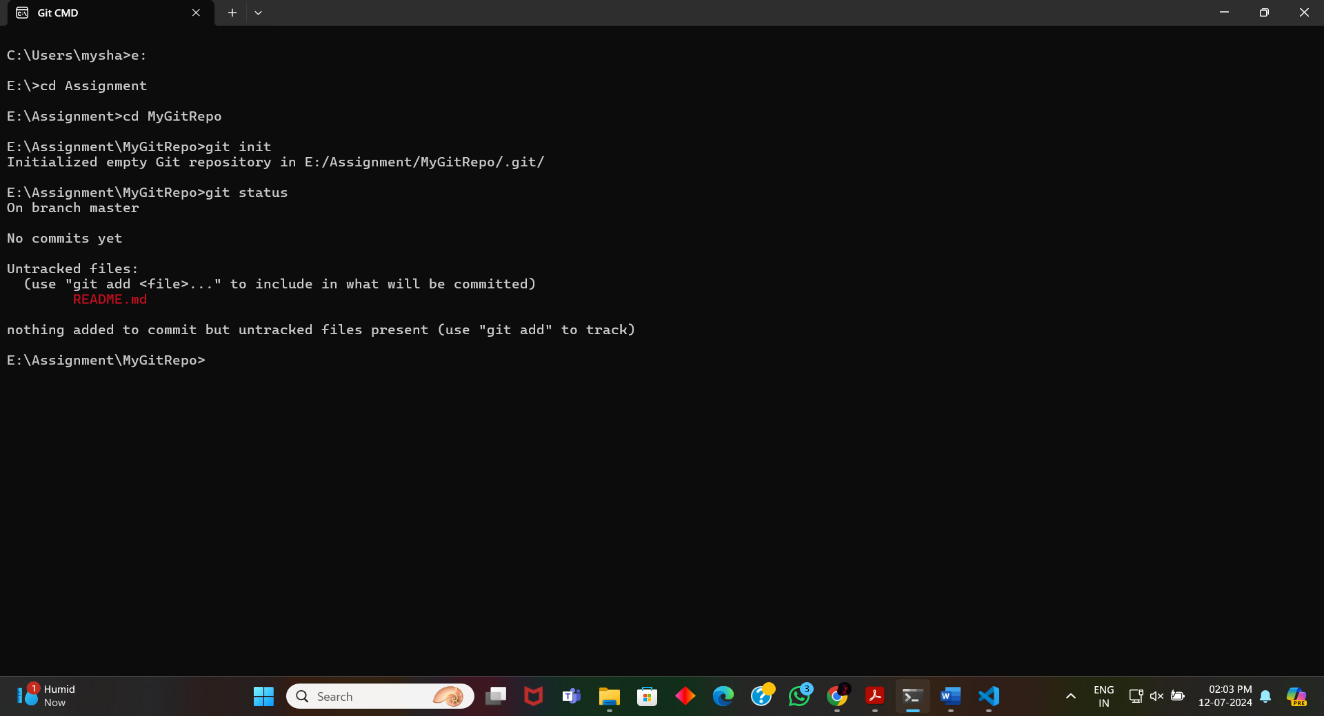 Git CMD
C:\Users\mysha>e:
E:\>cd Assignment
E:\Assignment>cd MyGitRepo
E:\Assignment\MyGitRepo>git init
Initialized empty Git repository in E:/Assignment/MyGitRepo/.git/
E:\Assignment\MyGitRepo>git status
On branch master
No commits yet
Untracked files:
  (use "git add <file>..." to include in what will be committed)
        README.md
nothing added to commit but untracked files present (use "git add" to track)
E:\Assignment\MyGitRepo>
1
Humid
Now
Search
3
ENG
IN
02:03 PM
12-07-2024
PRE